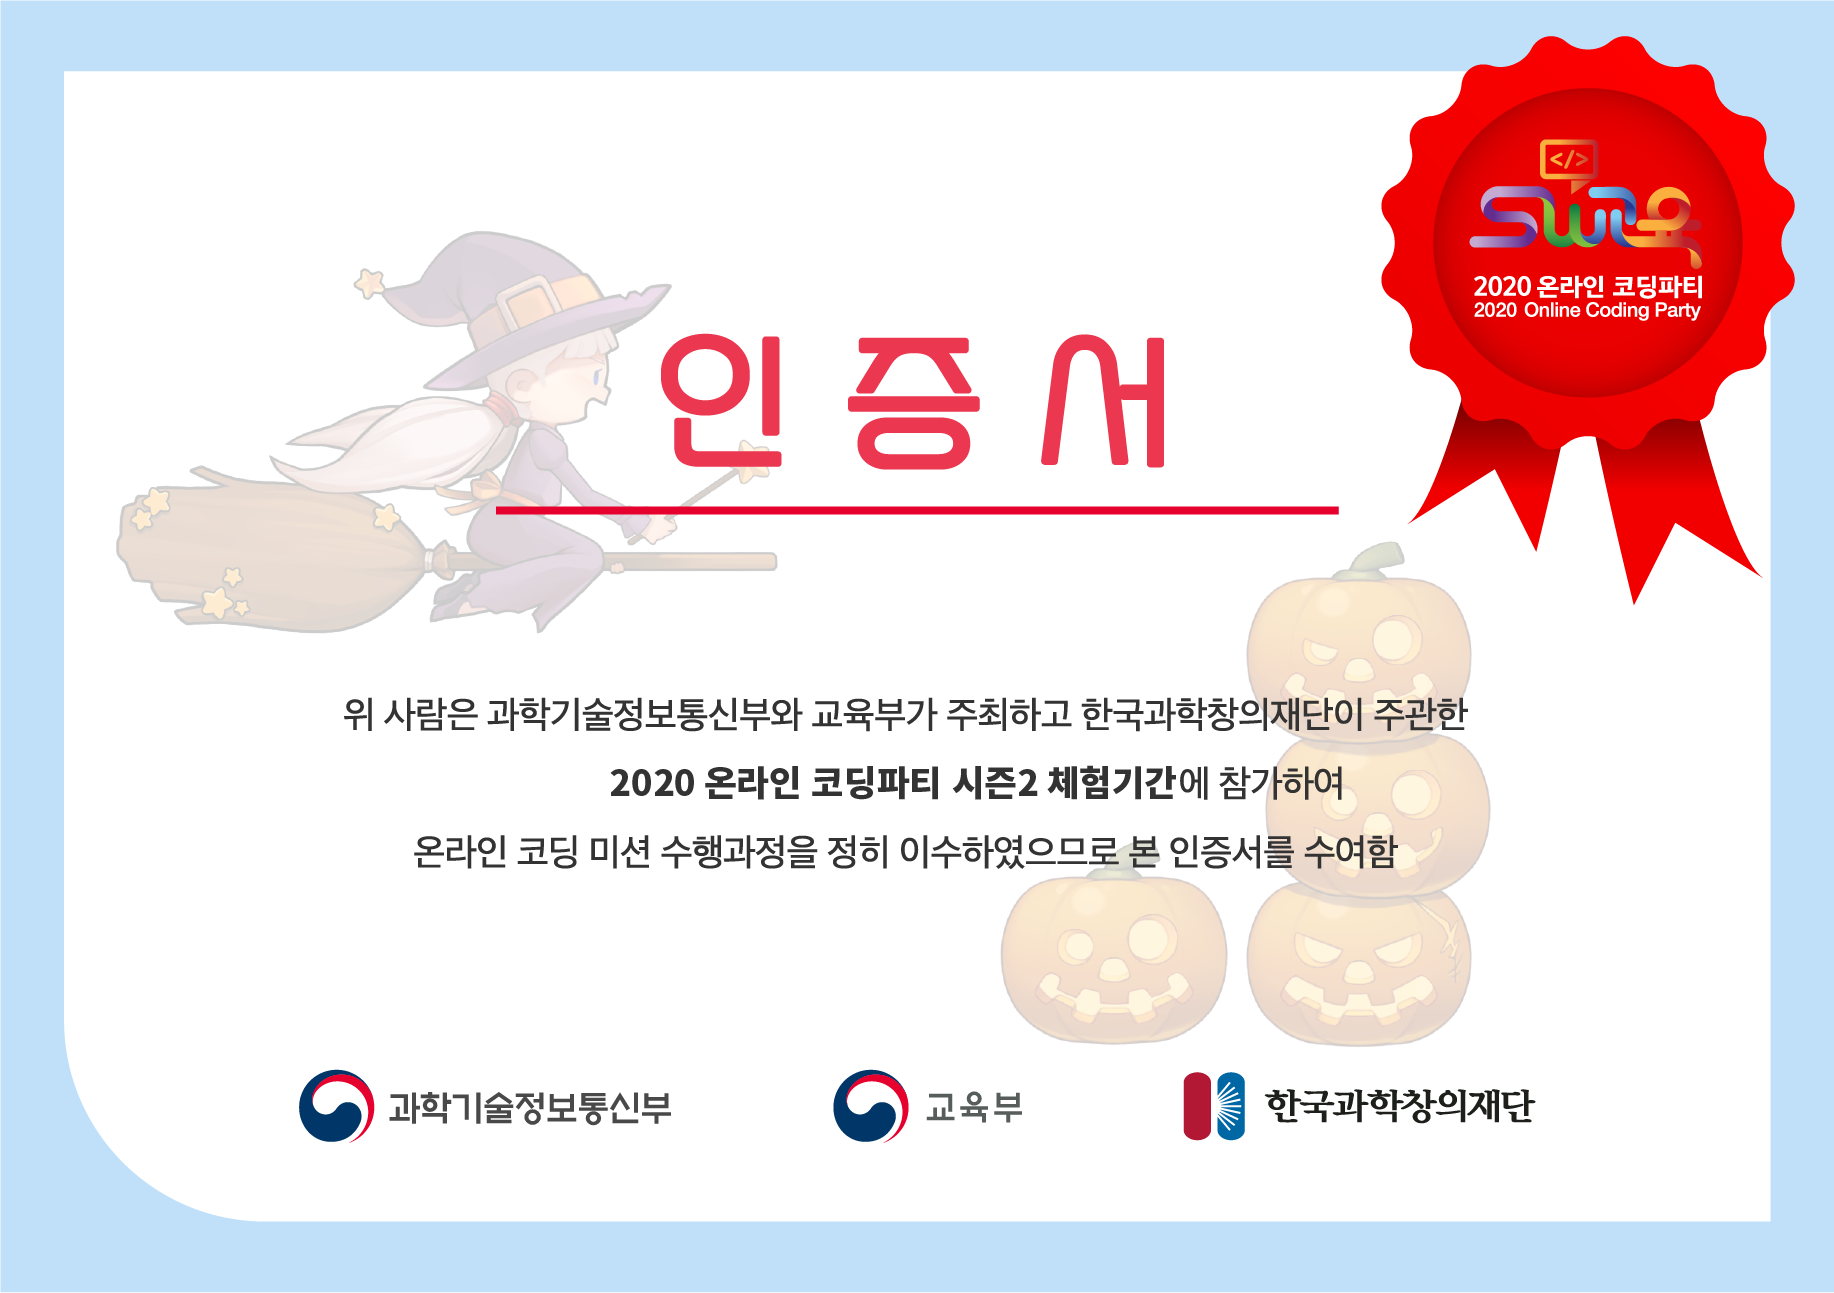 </>
SW교육
2020 온라인 코딩파티
2020 Online Coding Party
인증서
위 사람은 과학기술정보통신부와 교육부가 주최하고 한국과학창의재단이 주관한
2020 온라인 코딩파티 시즌2 체험기간에 참가하여
온라인 코딩 미션 수행과정을 정히 이수하였으므로 본 인증서를 수여함
과학기술정보통신부
교육부
한국과학창의재단